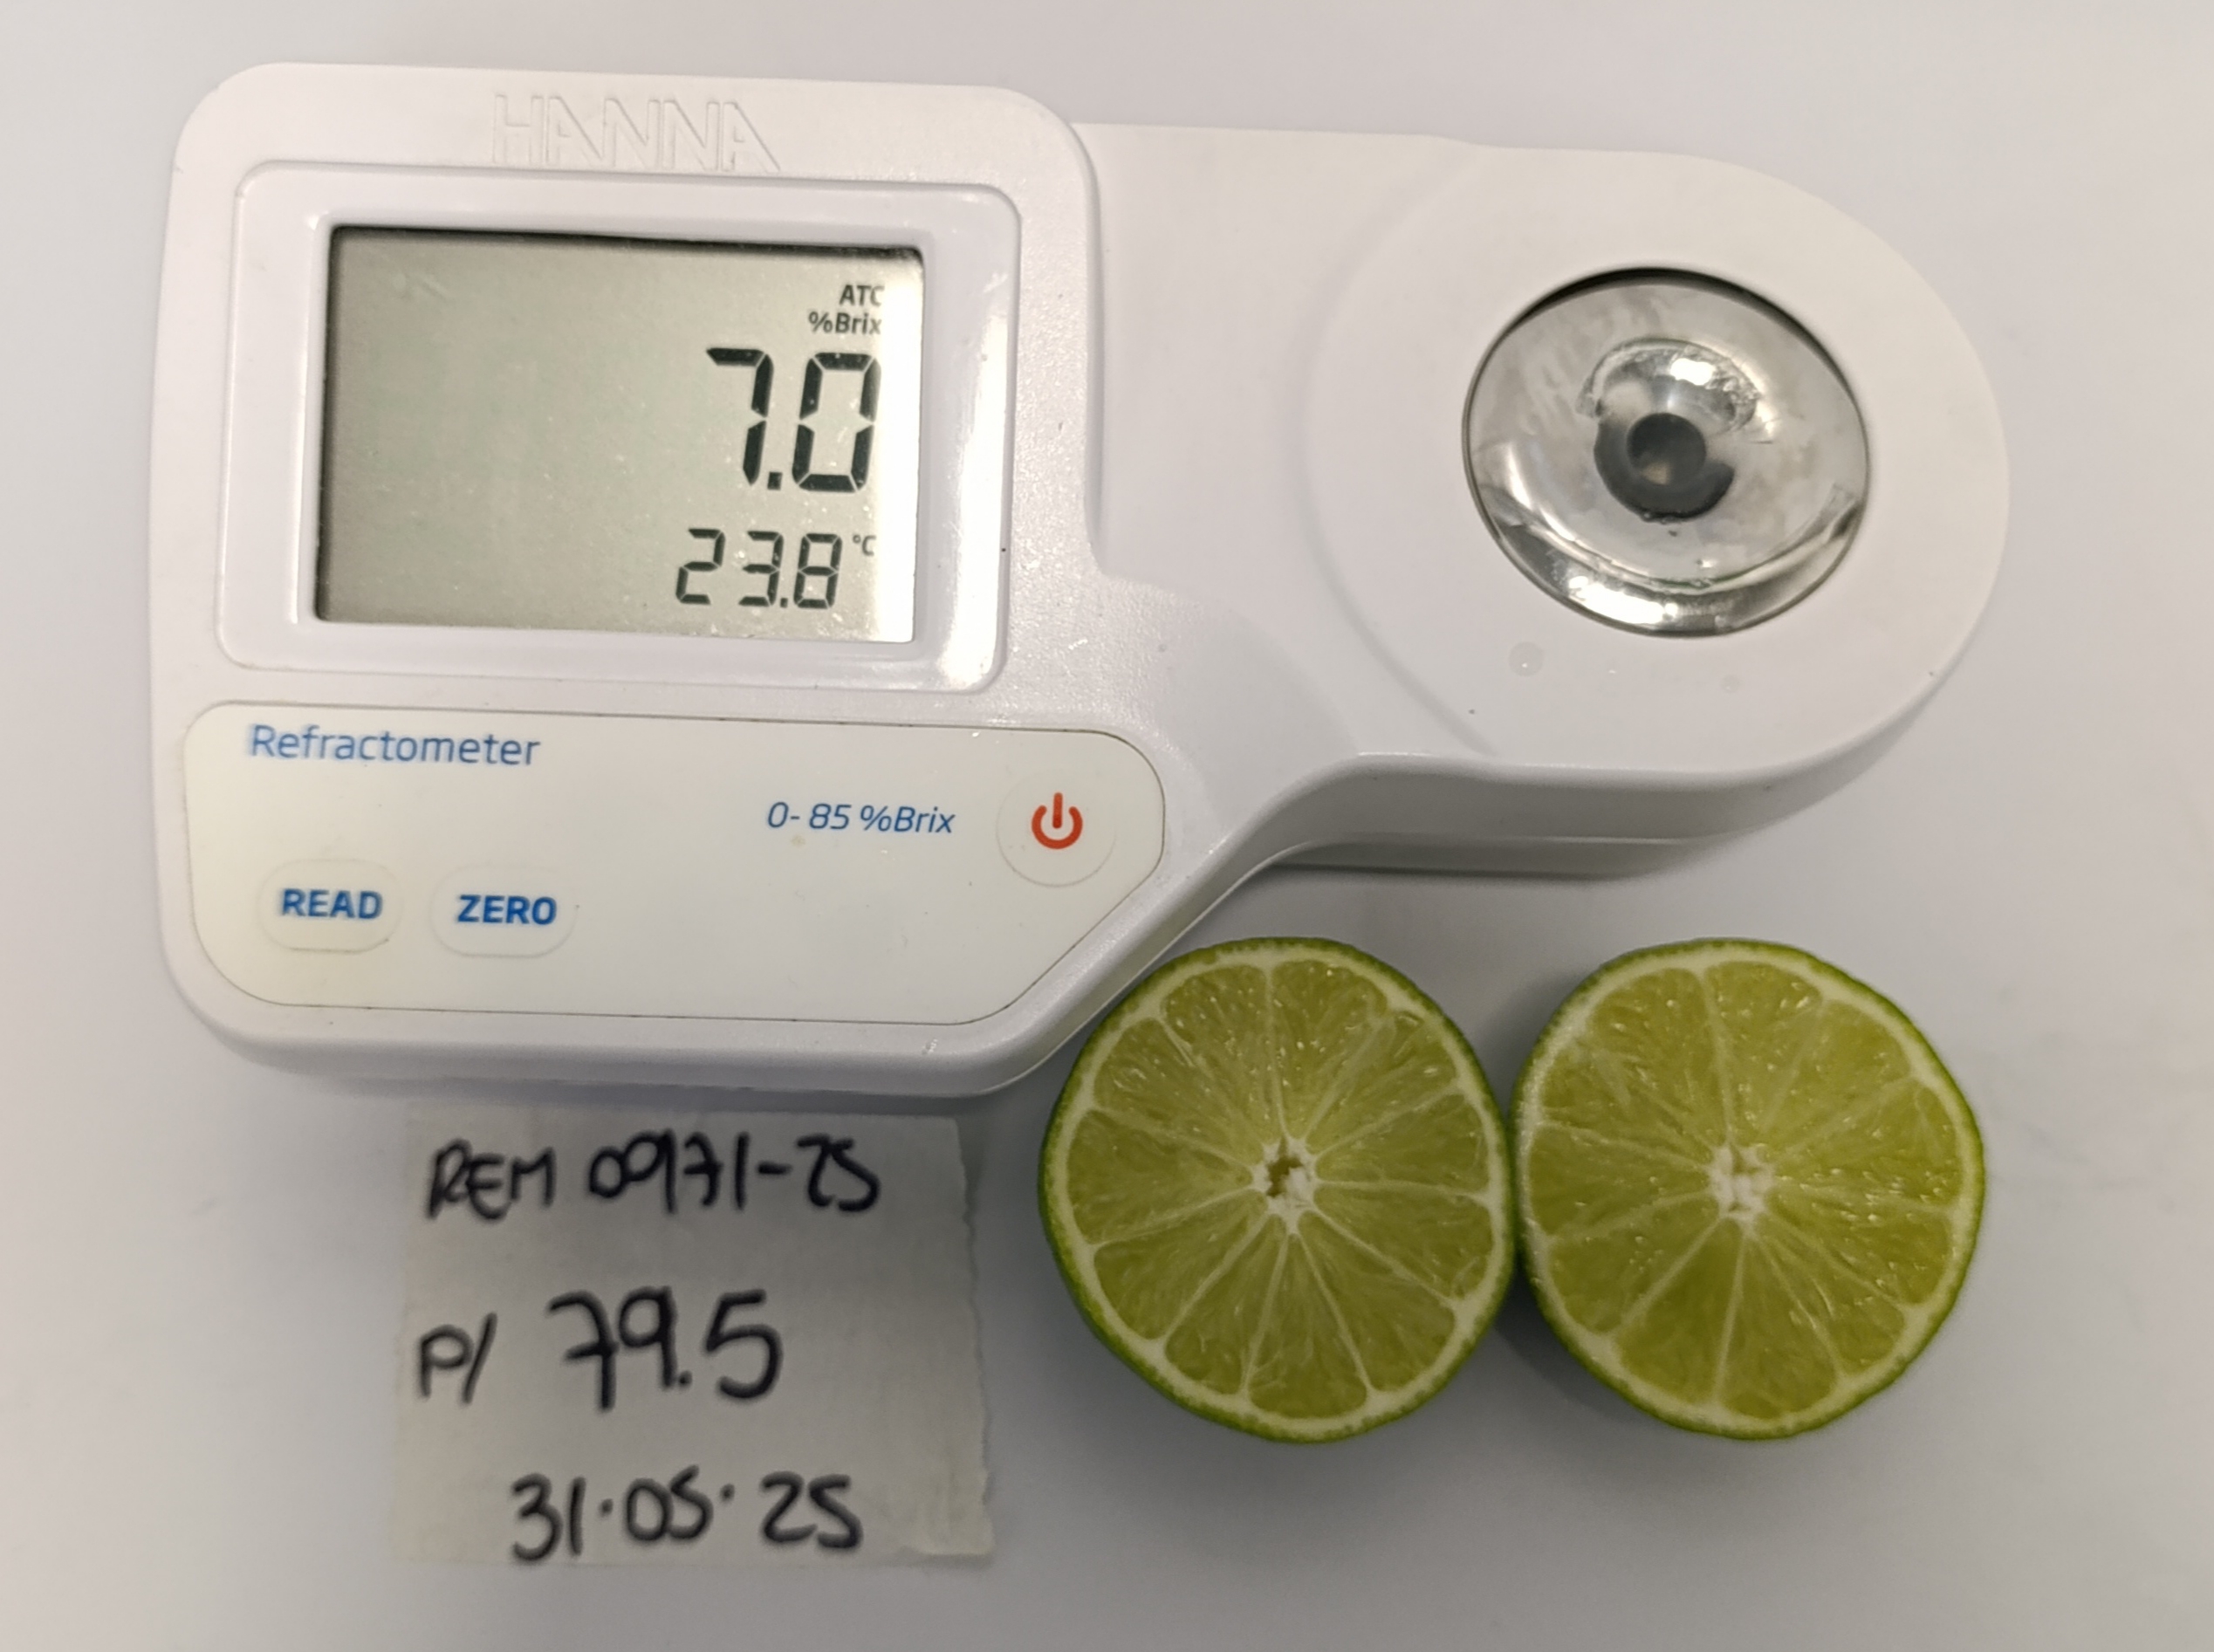 HANNA
ATC
%Brix
7.0
23.8 °C
Refractometer
0-85 %Brix
READ ZERO
REM 0971-25
P/ 79.5
31.05.25